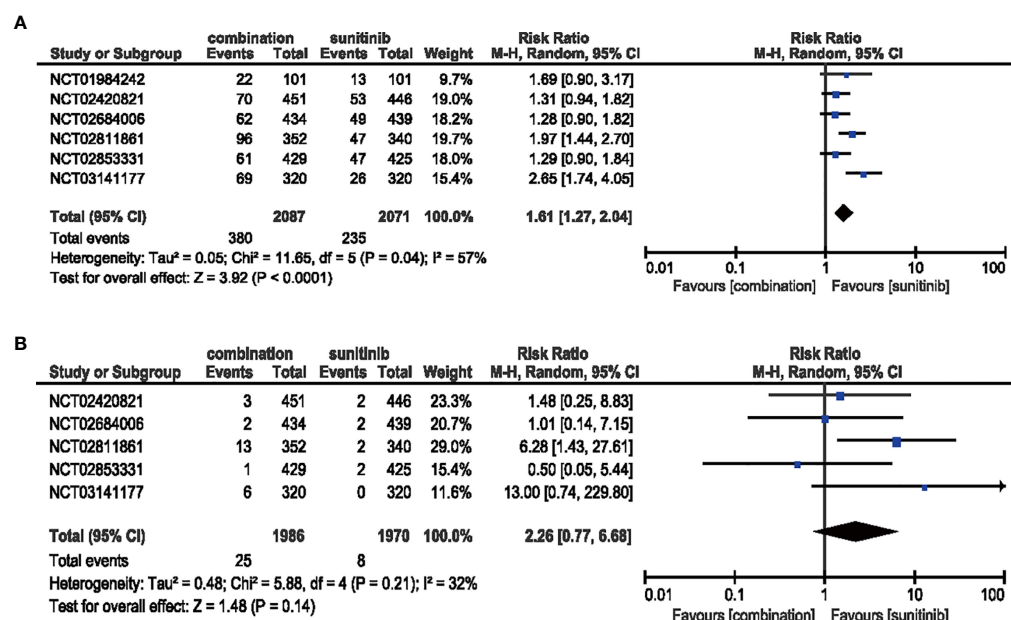 A
combination sunitinib Risk Ratio Risk Ratio
Study or Subgroup Events Total Events Total Weight M-H, Random, 95% CI M-H, Random, 95% CI
NCT01984242 22 101 13 101 9.7% 1.69 [0.90, 3.17]
NCT02420821 70 451 53 446 19.0% 1.31 [0.94, 1.82]
NCT02684006 62 434 49 439 18.2% 1.28 [0.90, 1.82]
NCT02811861 96 352 47 340 19.7% 1.97 [1.44, 2.70]
NCT02853331 61 429 47 425 18.0% 1.29 [0.90, 1.84]
NCT03141177 69 320 26 320 15.4% 2.65 [1.74, 4.05]
Total (95% CI) 2087 2071 100.0% 1.61 [1.27, 2.04]
Total events 380 235
Heterogeneity: Tau² = 0.05; Chi² = 11.65, df = 5 (P = 0.04); I² = 57%
Test for overall effect: Z = 3.92 (P < 0.0001)
0.01 0.1 1 10 100
Favours [combination] Favours [sunitinib]
B
combination sunitinib Risk Ratio Risk Ratio
Study or Subgroup Events Total Events Total Weight M-H, Random, 95% CI M-H, Random, 95% CI
NCT02420821 3 451 2 446 23.3% 1.48 [0.25, 8.83]
NCT02684006 2 434 2 439 20.7% 1.01 [0.14, 7.15]
NCT02811861 13 352 2 340 29.0% 6.28 [1.43, 27.61]
NCT02853331 1 429 2 425 15.4% 0.50 [0.05, 5.44]
NCT03141177 6 320 0 320 11.6% 13.00 [0.74, 229.80]
Total (95% CI) 1986 1970 100.0% 2.26 [0.77, 6.68]
Total events 25 8
Heterogeneity: Tau² = 0.48; Chi² = 5.88, df = 4 (P = 0.21); I² = 32%
Test for overall effect: Z = 1.48 (P = 0.14)
0.01 0.1 1 10 100
Favours [combination] Favours [sunitinib]